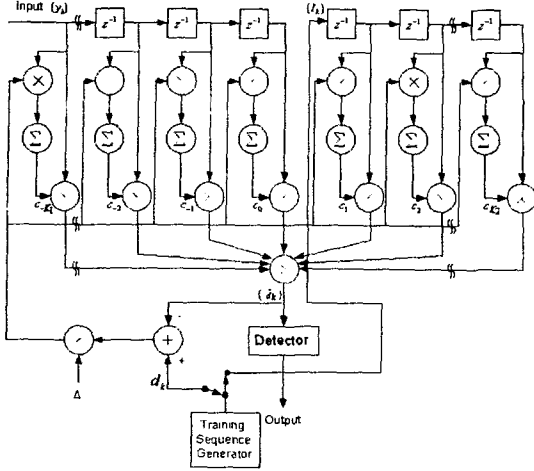 Input {y_k}
z⁻¹ z⁻¹ z⁻¹
{I_k}
z⁻¹ z⁻¹ z⁻¹
Σ Σ Σ Σ Σ Σ Σ
c_-K₁ c_-2 c_-1 c_0 c_1 c_2 c_K₂
{d̂_k}
-
+
+
Detector
Δ
d_k
Output
Training
Sequence
Generator